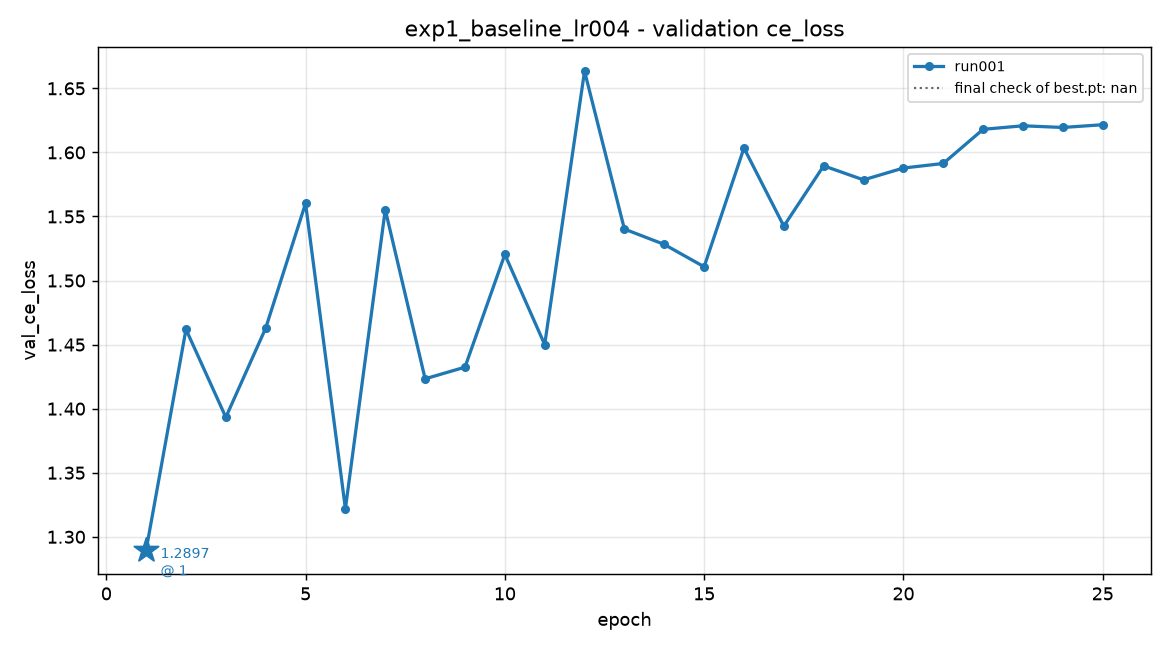 exp1_baseline_lr004 - validation ce_loss
run001
final check of best.pt: nan
val_ce_loss
1.65
1.60
1.55
1.50
1.45
1.40
1.35
1.30
1.2897
@ 1
0 5 10 15 20 25
epoch